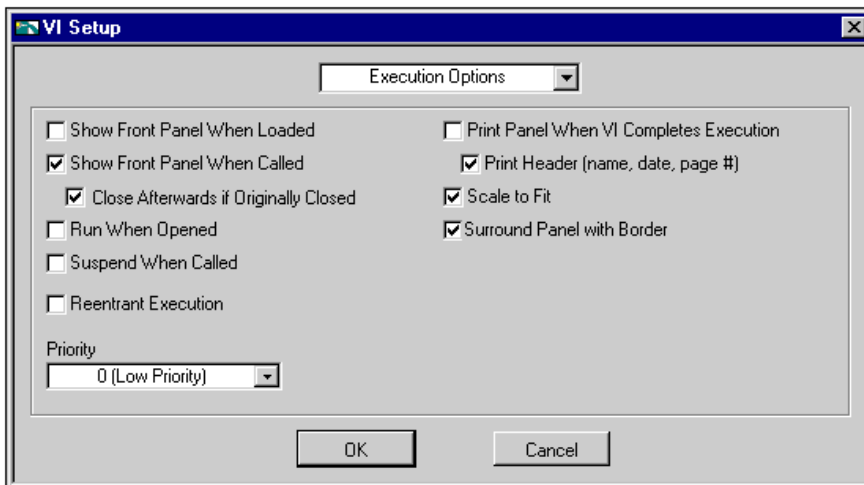 VI Setup
Execution Options
Show Front Panel When Loaded
Show Front Panel When Called
Close Afterwards if Originally Closed
Run When Opened
Suspend When Called
Reentrant Execution
Priority
0 (Low Priority)
Print Panel When VI Completes Execution
Print Header (name, date, page #)
Scale to Fit
Surround Panel with Border
OK
Cancel